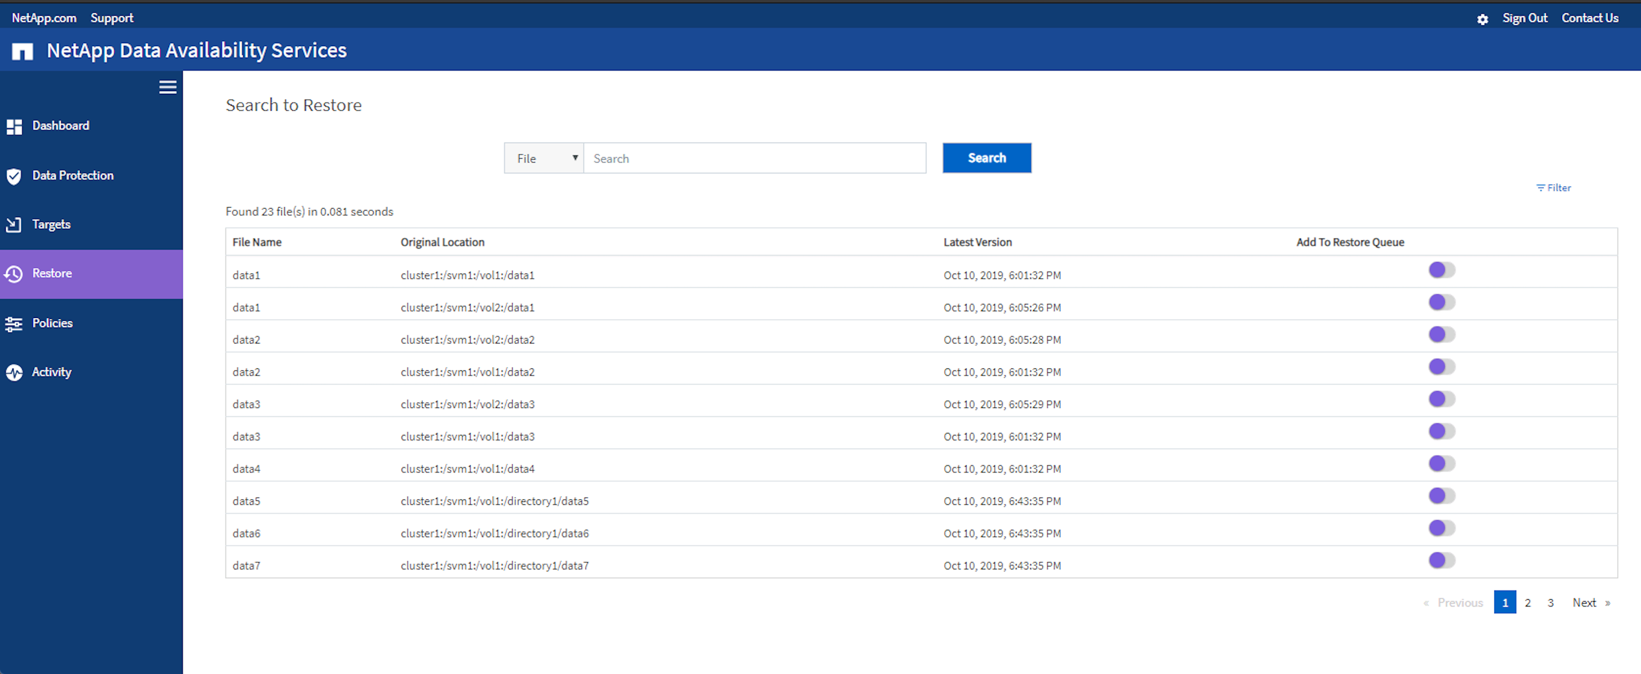 NetApp.com Support Sign Out Contact Us
NetApp Data Availability Services
Dashboard
Data Protection
Targets
Restore
Policies
Activity
Search to Restore
File ▼ Search Search
Filter
Found 23 file(s) in 0.081 seconds
File Name Original Location Latest Version Add To Restore Queue
data1 cluster1:/svm1:/vol1:/data1 Oct 10, 2019, 6:01:32 PM
data1 cluster1:/svm1:/vol2:/data1 Oct 10, 2019, 6:05:26 PM
data2 cluster1:/svm1:/vol2:/data2 Oct 10, 2019, 6:05:28 PM
data2 cluster1:/svm1:/vol1:/data2 Oct 10, 2019, 6:01:32 PM
data3 cluster1:/svm1:/vol2:/data3 Oct 10, 2019, 6:05:29 PM
data3 cluster1:/svm1:/vol1:/data3 Oct 10, 2019, 6:01:32 PM
data4 cluster1:/svm1:/vol1:/data4 Oct 10, 2019, 6:01:32 PM
data5 cluster1:/svm1:/vol1:/directory1/data5 Oct 10, 2019, 6:43:35 PM
data6 cluster1:/svm1:/vol1:/directory1/data6 Oct 10, 2019, 6:43:35 PM
data7 cluster1:/svm1:/vol1:/directory1/data7 Oct 10, 2019, 6:43:35 PM
« Previous 1 2 3 Next »